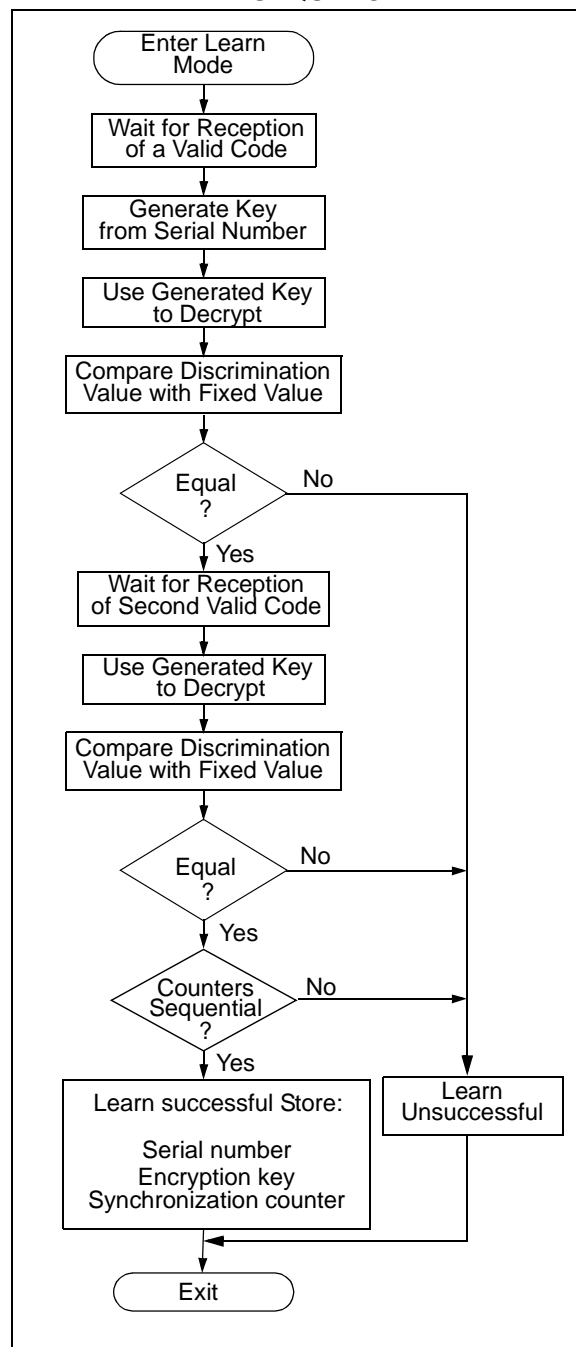 Enter Learn
Mode
Wait for Reception
of a Valid Code
Generate Key
from Serial Number
Use Generated Key
to Decrypt
Compare Discrimination
Value with Fixed Value
Equal
?
No
Yes
Wait for Reception
of Second Valid Code
Use Generated Key
to Decrypt
Compare Discrimination
Value with Fixed Value
Equal
?
No
Yes
Counters
Sequential
?
No
Yes
Learn successful Store:
Serial number
Encryption key
Synchronization counter
Learn
Unsuccessful
Exit